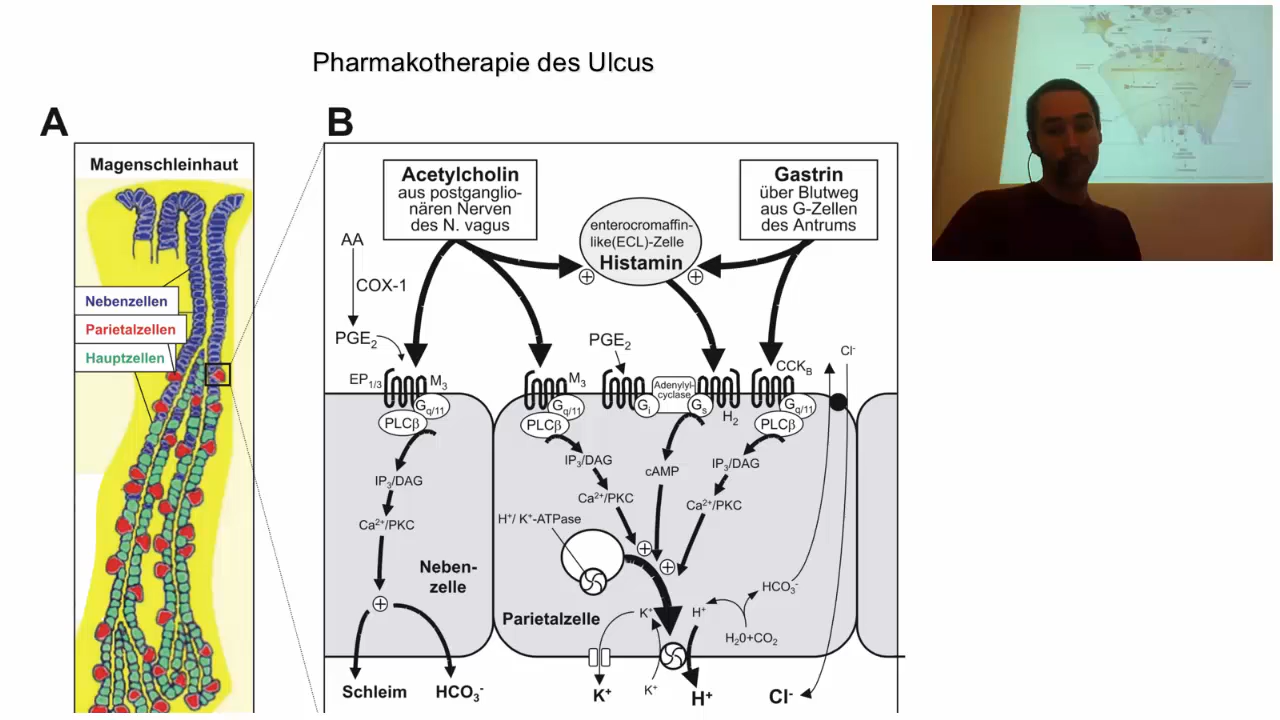 Pharmakotherapie des Ulcus
A
Magenschleinhaut
Nebenzellen
Parietalzellen
Hauptzellen
B
Acetylcholin
aus postganglio-
nären Nerven
des N. vagus
enterocromaffin-
like(ECL)-Zelle
Histamin
Gastrin
über Blutweg
aus G-Zellen
des Antrums
AA
COX-1
PGE₂
PGE₂
EP₁/₃
M₃
M₃
Adenylyl-
cyclase
CCK_B
Cl⁻
G_q/11
PLCβ
G_q/11
PLCβ
G_i
G_s
H₂
G_q/11
PLCβ
IP₃/DAG
Ca²⁺/PKC
IP₃/DAG
Ca²⁺/PKC
cAMP
IP₃/DAG
Ca²⁺/PKC
H⁺/ K⁺-ATPase
Neben-
zelle
Parietalzelle
K⁺
H⁺
HCO₃⁻
H₂0+CO₂
Schleim
HCO₃⁻
K⁺
K⁺
H⁺
Cl⁻